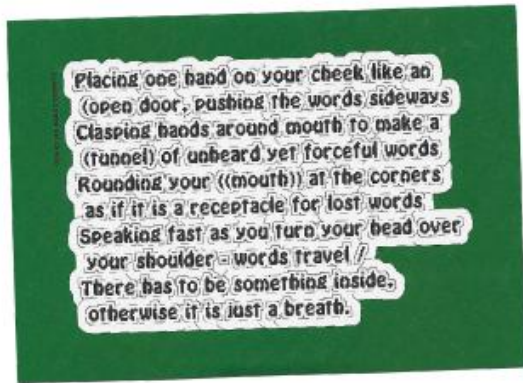 Placing one hand on your cheek like an
(open door, pushing the words sideways
Clasping hands around mouth to make a
(tunnel) of unheard yet forceful words
Rounding your ((mouth)) at the corners
as if it is a receptacle for lost words
Speaking fast as you turn your head over
your shoulder - words travel /
There has to be something inside,
otherwise it is just a breath.